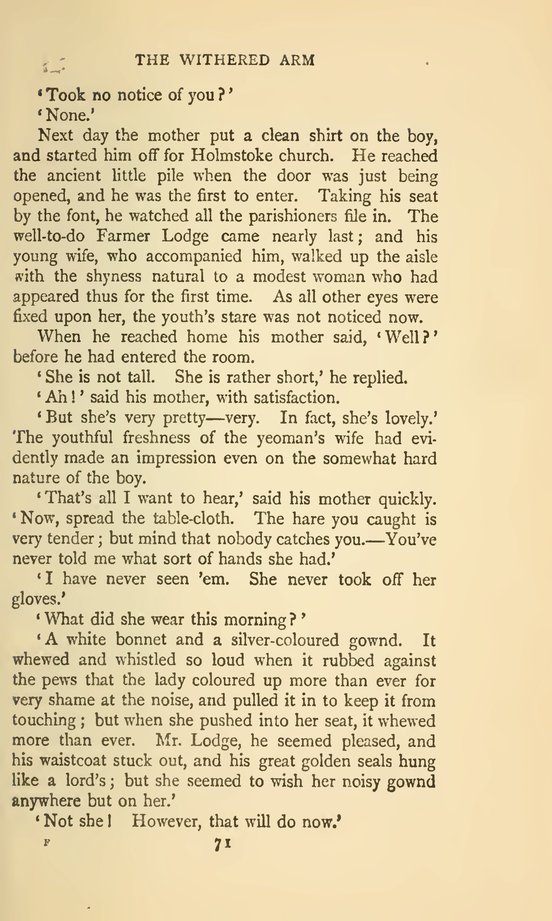 THE WITHERED ARM
‘Took no notice of you?’
‘None.’
Next day the mother put a clean shirt on the boy,
and started him off for Holmstoke church. He reached
the ancient little pile when the door was just being
opened, and he was the first to enter. Taking his seat
by the font, he watched all the parishioners file in. The
well-to-do Farmer Lodge came nearly last; and his
young wife, who accompanied him, walked up the aisle
with the shyness natural to a modest woman who had
appeared thus for the first time. As all other eyes were
fixed upon her, the youth’s stare was not noticed now.
When he reached home his mother said, ‘Well?’
before he had entered the room.
‘She is not tall. She is rather short,’ he replied.
‘Ah!’ said his mother, with satisfaction.
‘But she’s very pretty—very. In fact, she’s lovely.’
The youthful freshness of the yeoman’s wife had evi-
dently made an impression even on the somewhat hard
nature of the boy.
‘That’s all I want to hear,’ said his mother quickly.
‘Now, spread the table-cloth. The hare you caught is
very tender; but mind that nobody catches you.—You’ve
never told me what sort of hands she had.’
‘I have never seen ’em. She never took off her
gloves.’
‘What did she wear this morning?’
‘A white bonnet and a silver-coloured gownd. It
whewed and whistled so loud when it rubbed against
the pews that the lady coloured up more than ever for
very shame at the noise, and pulled it in to keep it from
touching; but when she pushed into her seat, it whewed
more than ever. Mr. Lodge, he seemed pleased, and
his waistcoat stuck out, and his great golden seals hung
like a lord’s; but she seemed to wish her noisy gownd
anywhere but on her.’
‘Not she! However, that will do now.’
F 71